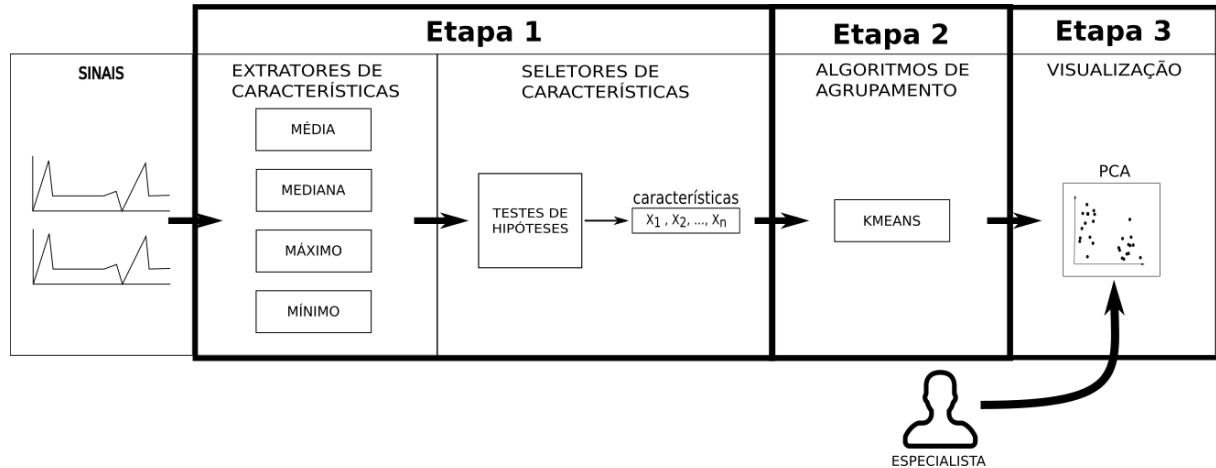 Etapa 1
Etapa 2
Etapa 3
SINAIS
EXTRATORES DE
CARACTERÍSTICAS
MÉDIA
MEDIANA
MÁXIMO
MÍNIMO
SELETORES DE
CARACTERÍSTICAS
TESTES DE
HIPÓTESES
características
X1 , X2, ..., Xn
ALGORITMOS DE
AGRUPAMENTO
KMEANS
VISUALIZAÇÃO
PCA
ESPECIALISTA